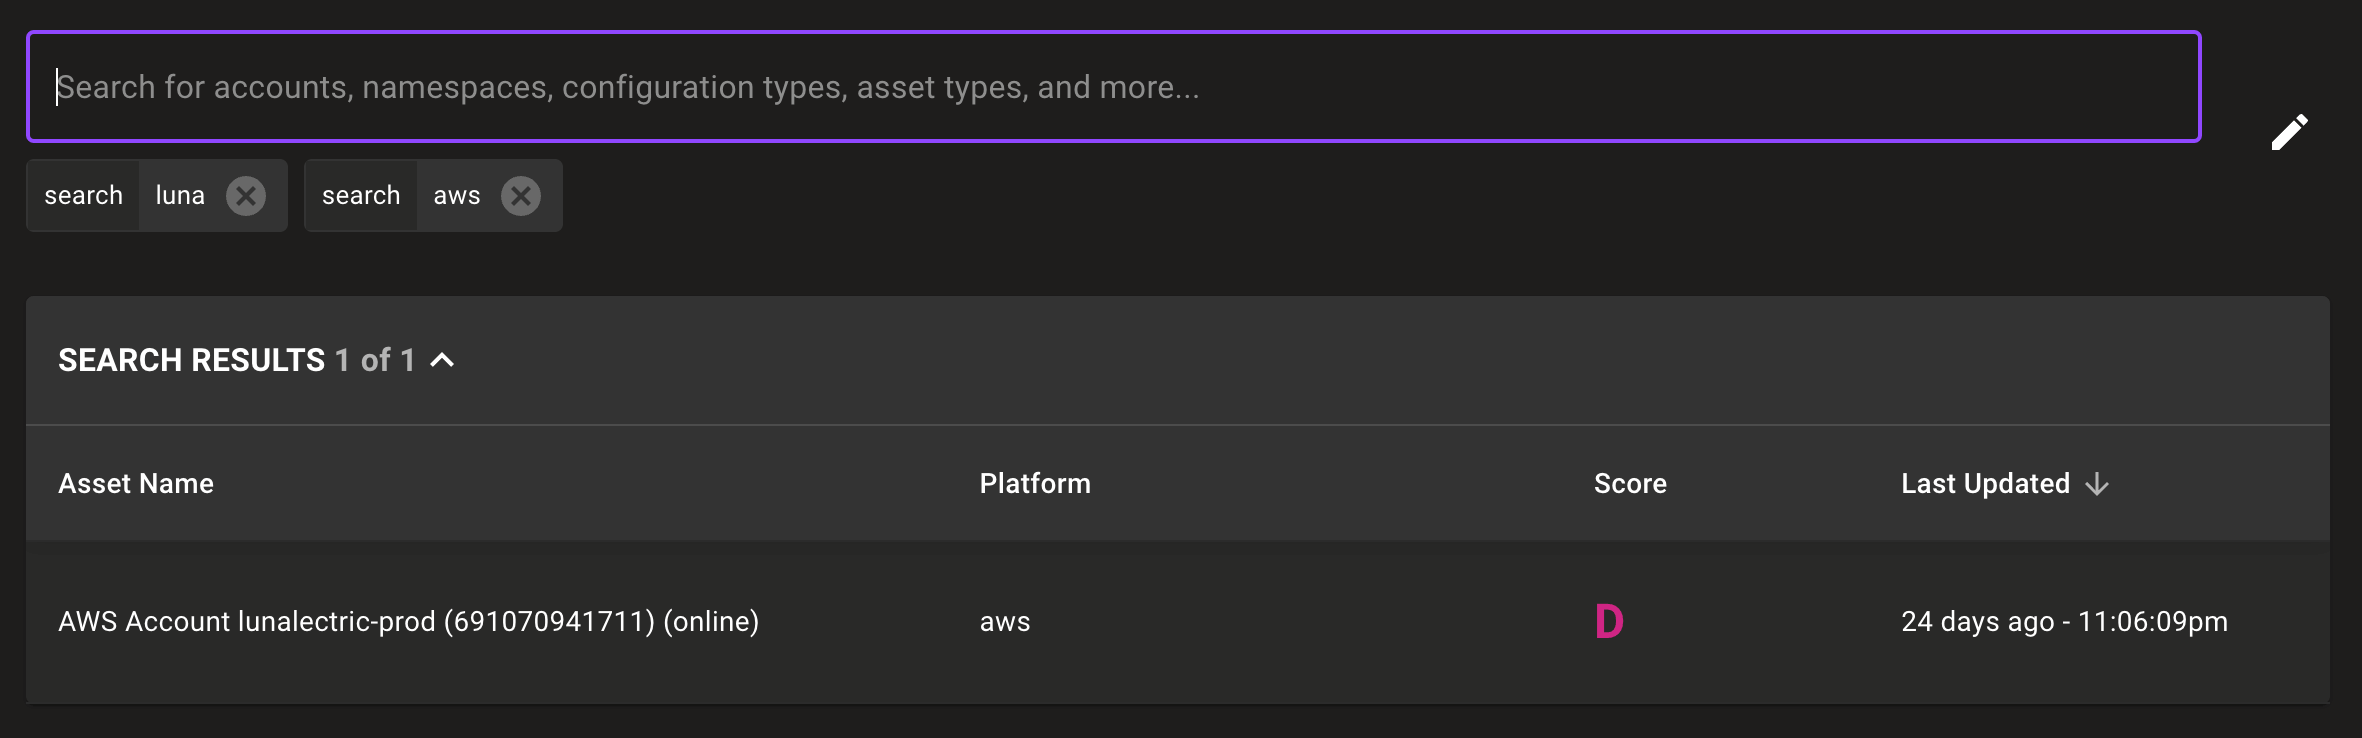 Search for accounts, namespaces, configuration types, asset types, and more...
search luna search aws
SEARCH RESULTS 1 of 1
Asset Name Platform Score Last Updated
AWS Account lunalectric-prod (691070941711) (online) aws D 24 days ago - 11:06:09pm